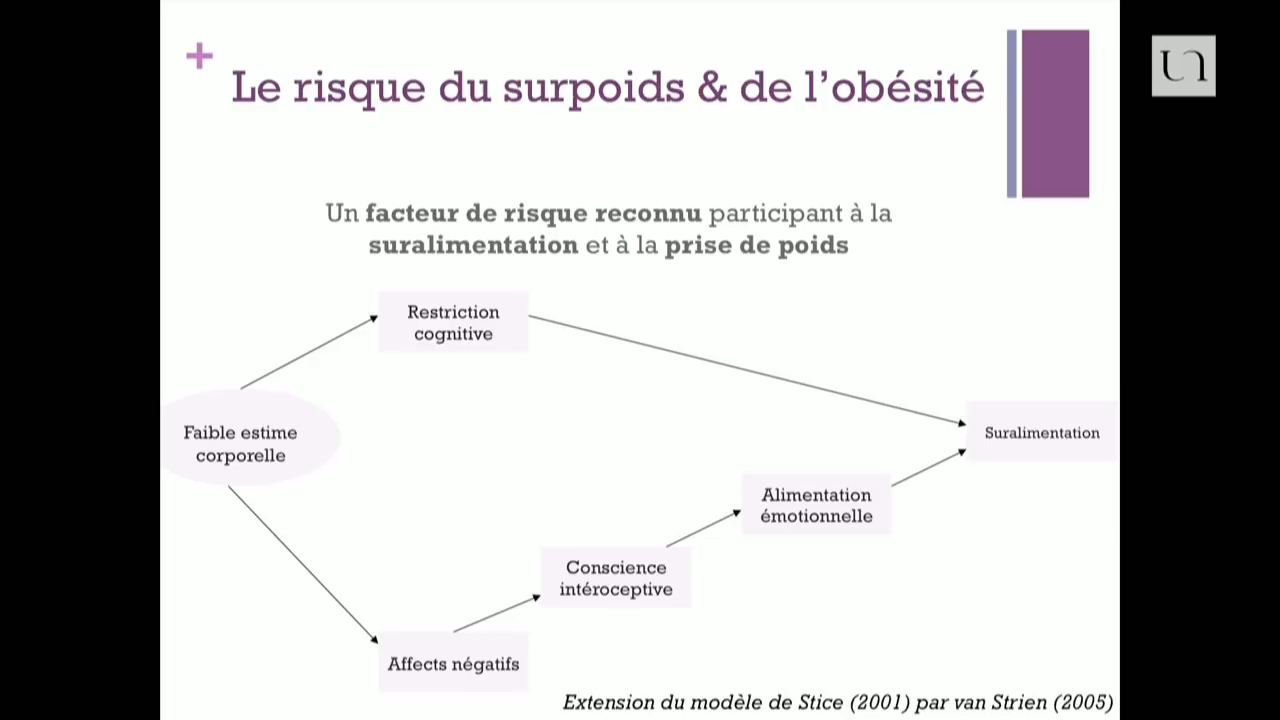 +
Le risque du surpoids & de l'obésité
Un facteur de risque reconnu participant à la
suralimentation et à la prise de poids
Restriction
cognitive
Faible estime
corporelle
Suralimentation
Alimentation
émotionnelle
Conscience
intéroceptive
Affects négatifs
Extension du modèle de Stice (2001) par van Strien (2005)